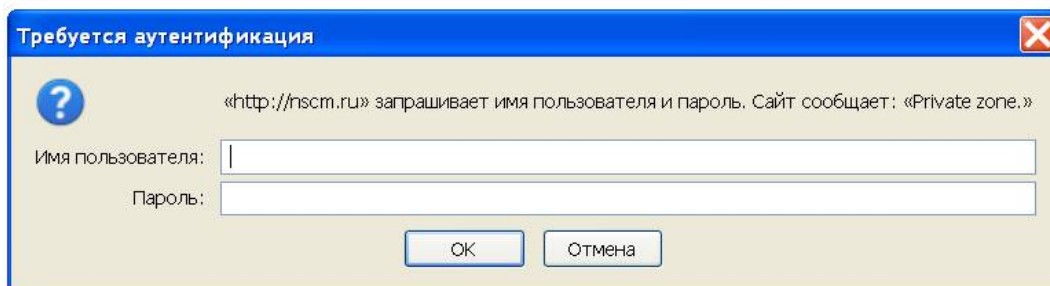 Требуется аутентификация
«http://nscm.ru» запрашивает имя пользователя и пароль. Сайт сообщает: «Private zone.»
Имя пользователя:
Пароль:
OK Отмена